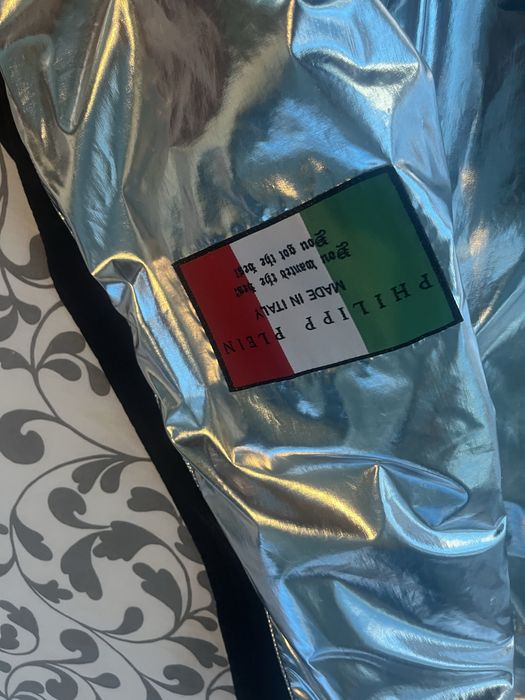 PHILIPP PLEIN
MADE IN ITALY
You wanted the best
You got the best